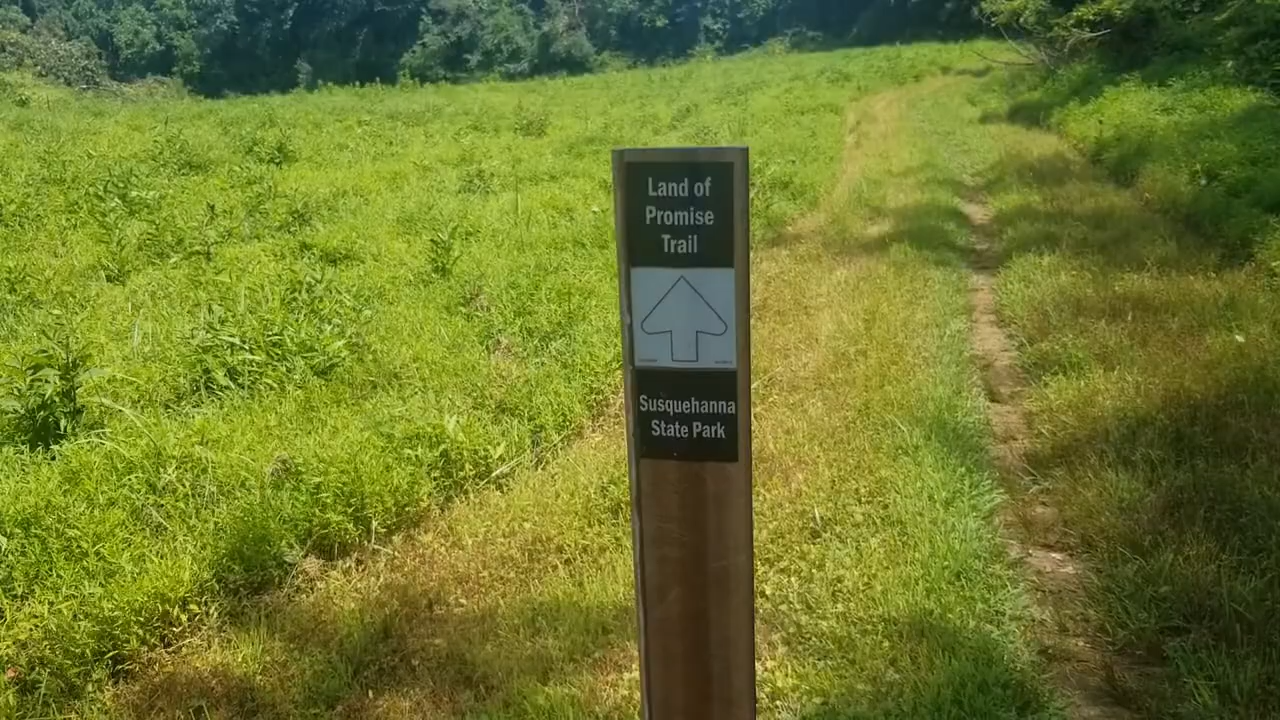 Land of
Promise
Trail
Susquehanna
State Park